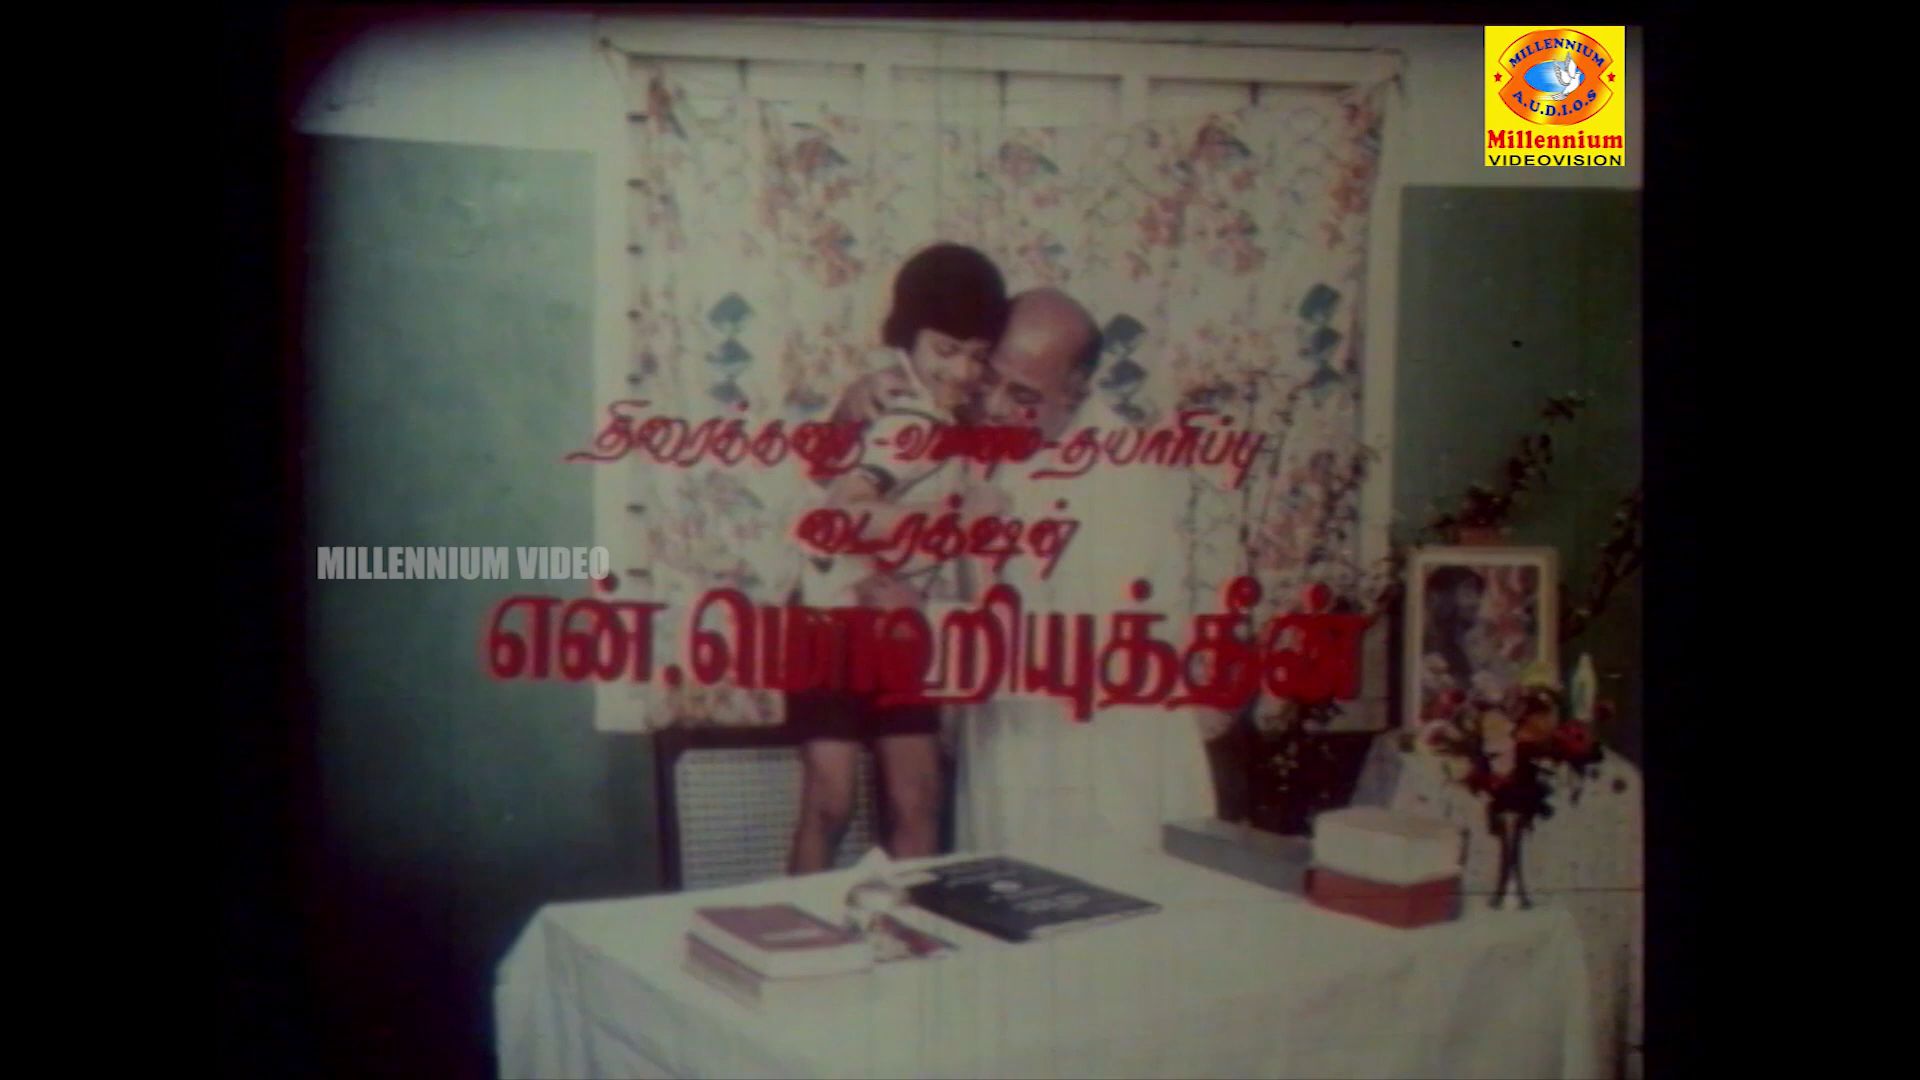 MILLENNIUM
A.U.D.I.O.S
Millennium
VIDEOVISION
திரைக்கதை-வசனம்-தயாரிப்பு
டைரக்‌ஷன்
MILLENNIUM VIDEO
என்.மொஹியுத்தீன்